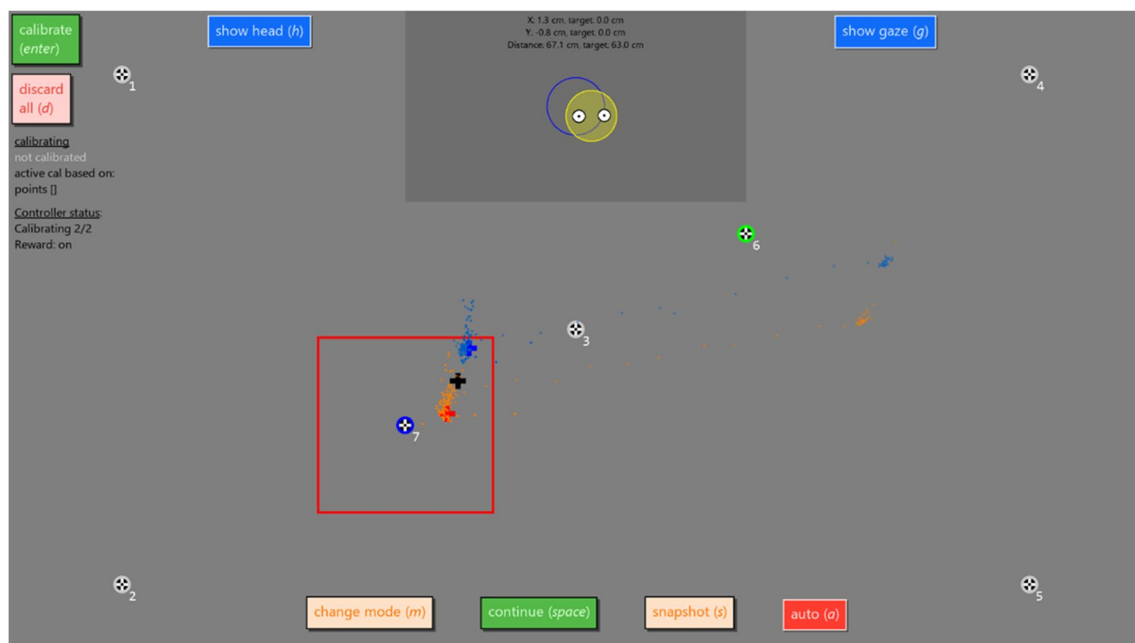 calibrate
(enter)
discard
all (d)
calibrating
not calibrated
active cal based on:
points []
Controller status:
Calibrating 2/2
Reward: on
show head (h)
X: 1.3 cm, target: 0.0 cm
Y: -0.8 cm, target: 0.0 cm
Distance: 67.1 cm, target: 63.0 cm
show gaze (g)
1
4
6
3
7
2
5
change mode (m)
continue (space)
snapshot (s)
auto (a)